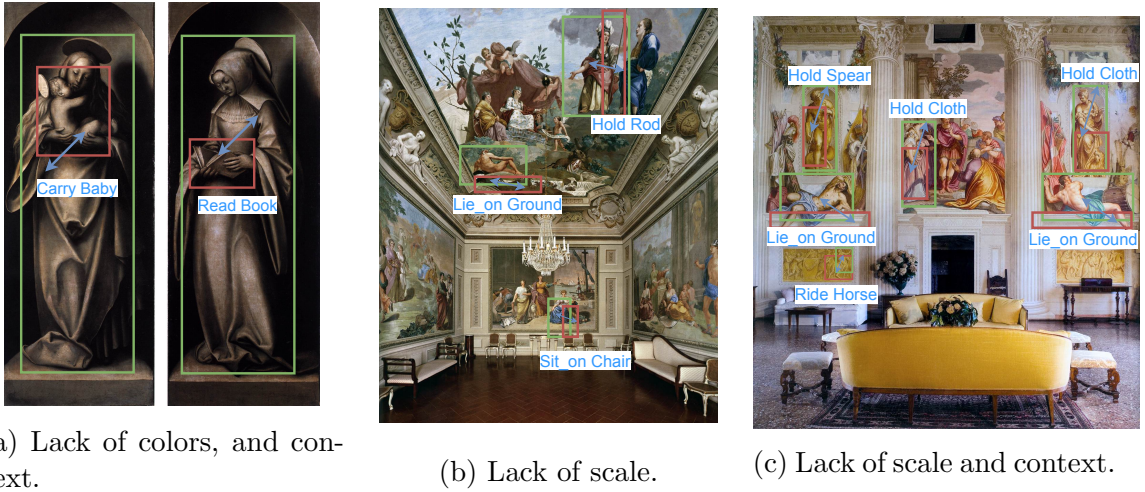 Carry Baby
Read Book
a) Lack of colors, and con-
ext.
Hold Rod
Lie_on Ground
Sit_on Chair
(b) Lack of scale.
Hold Spear
Hold Cloth
Hold Cloth
Lie_on Ground
Lie_on Ground
Ride Horse
(c) Lack of scale and context.